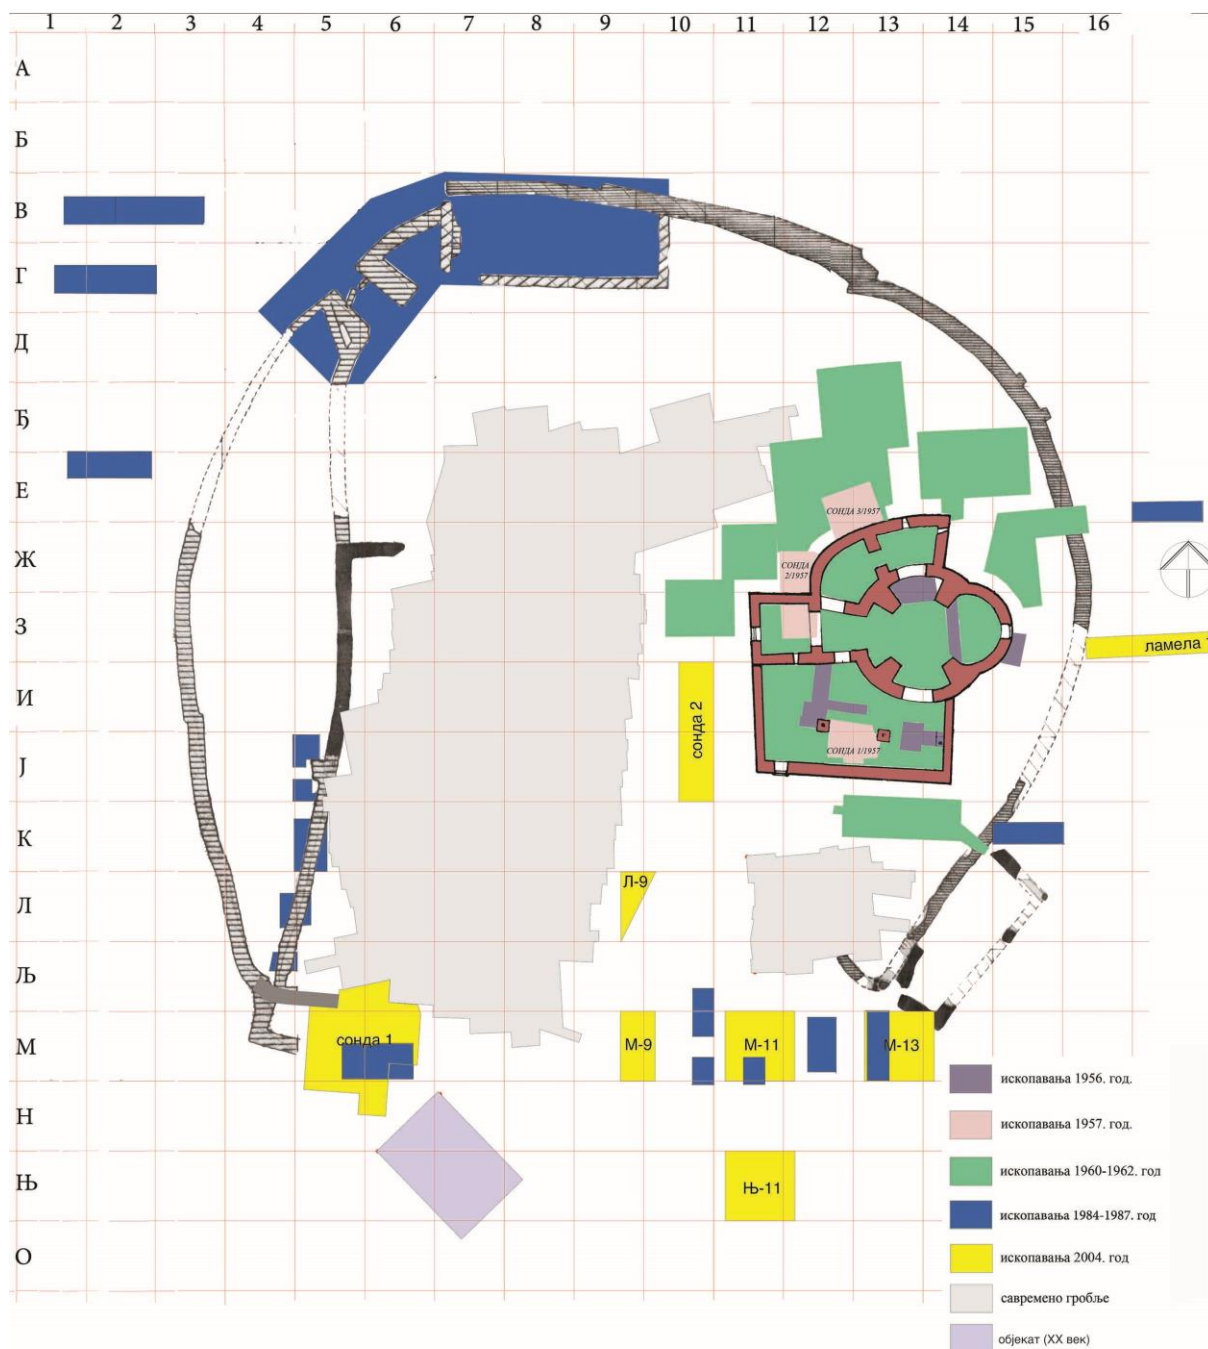 1 2 3 4 5 6 7 8 9 10 11 12 13 14 15 16
А
Б
В
Г
Д
Ђ
Е
Ж
З
И
Ј
К
Л
Љ
М
Н
Њ
О
СОНДА 3/1957
СОНДА
2/1957
ламела
сонда 2
СОНДА 1/1957
Л-9
сонда 1
М-9
М-11
М-13
Њ-11
ископавања 1956. год.
ископавања 1957. год.
ископавања 1960-1962. год
ископавања 1984-1987. год
ископавања 2004. год
савремено гробље
објекат (XX век)